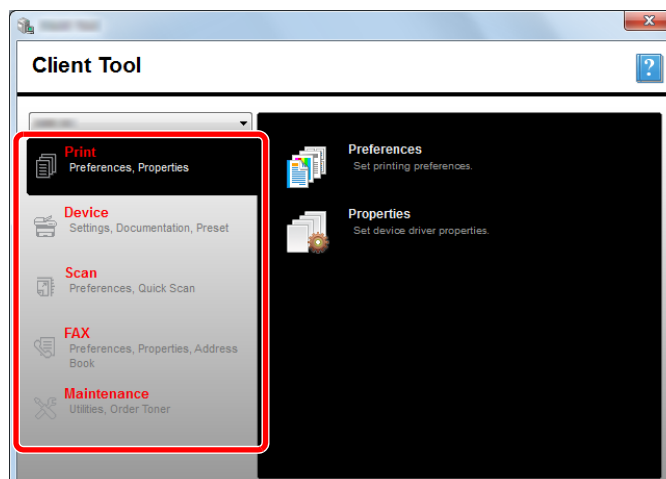 Client Tool
?
Print
Preferences, Properties
Device
Settings, Documentation, Preset
Scan
Preferences, Quick Scan
FAX
Preferences, Properties, Address
Book
Maintenance
Utilities, Order Toner
Preferences
Set printing preferences.
Properties
Set device driver properties.